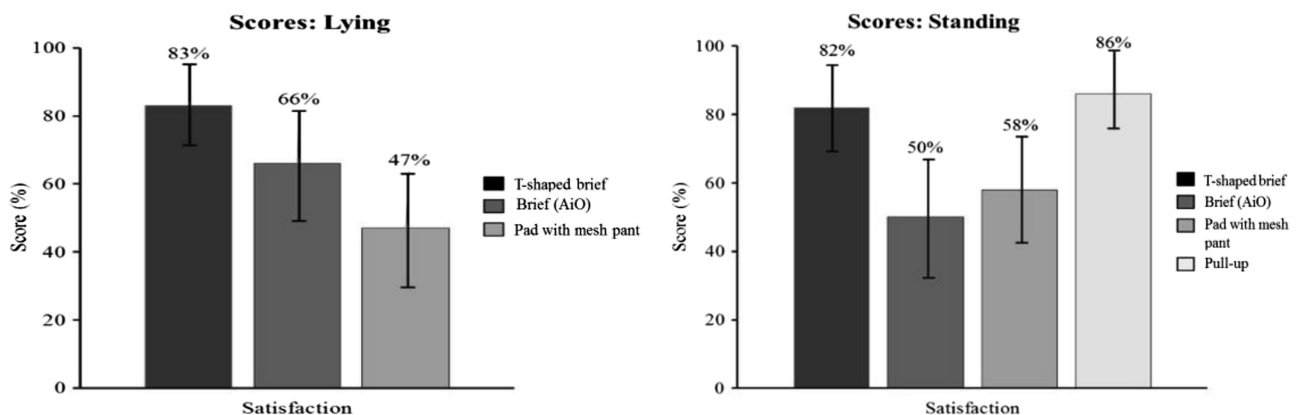 Scores: Lying
100
80
60
40
20
0
Score (%)
83%
66%
47%
T-shaped brief
Brief (AiO)
Pad with mesh pant
Satisfaction
Scores: Standing
100
80
60
40
20
0
Score (%)
82%
50%
58%
86%
T-shaped brief
Brief (AiO)
Pad with mesh
pant
Pull-up
Satisfaction